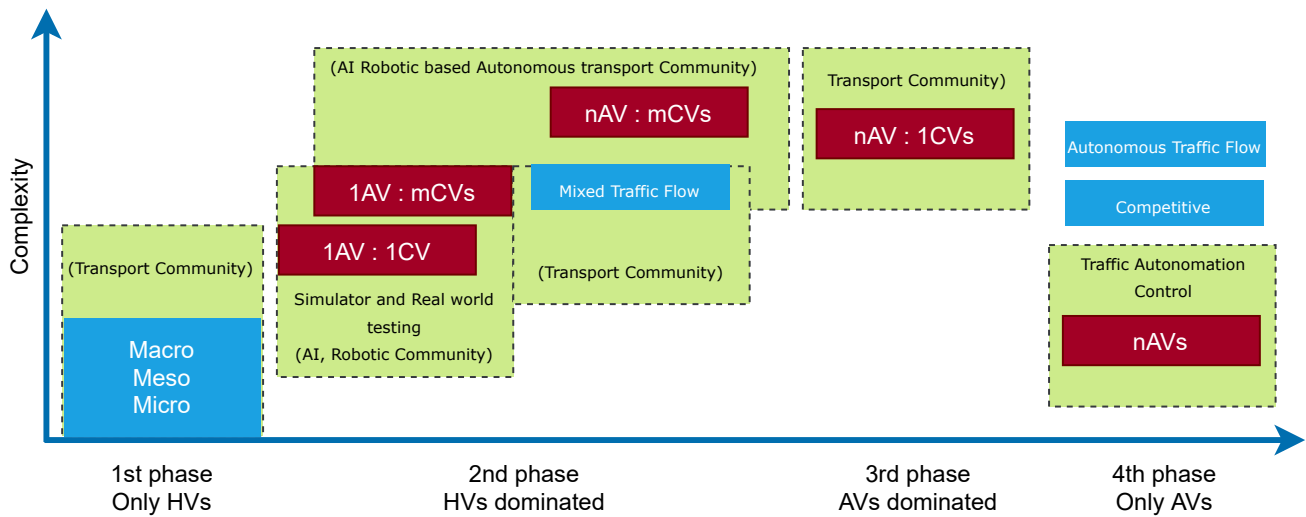 Complexity
(Transport Community)
Macro
Meso
Micro
1AV : mCVs
1AV : 1CV
Simulator and Real world
testing
(AI, Robotic Community)
(AI Robotic based Autonomous transport Community)
nAV : mCVs
Mixed Traffic Flow
(Transport Community)
Transport Community)
nAV : 1CVs
Autonomous Traffic Flow
Competitive
Traffic Autonomation
Control
nAVs
1st phase
Only HVs
2nd phase
HVs dominated
3rd phase
AVs dominated
4th phase
Only AVs